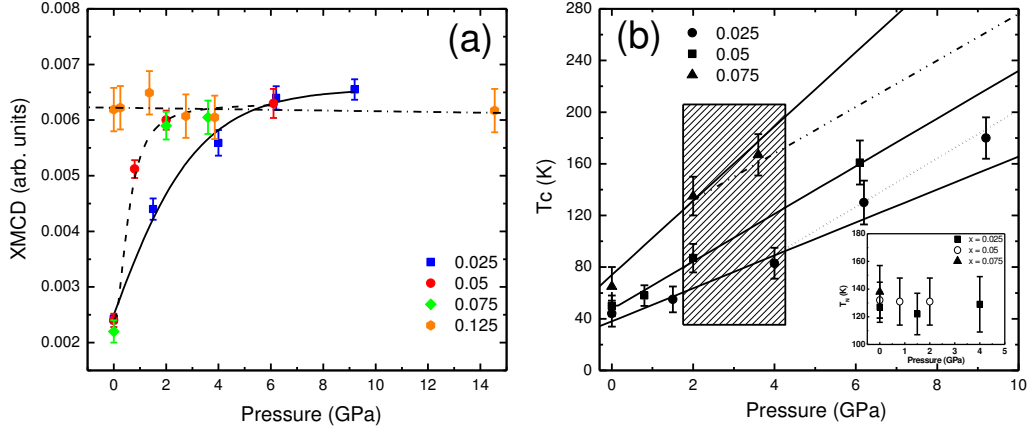 (a)
XMCD (arb. units)
0.008
0.007
0.006
0.005
0.004
0.003
0.002
0 2 4 6 8 10 12 14
Pressure (GPa)
0.025
0.05
0.075
0.125
(b)
Tc (K)
280
240
200
160
120
80
40
0
0 2 4 6 8 10
Pressure (GPa)
0.025
0.05
0.075
T_N (K)
180
160
140
120
100
0 1 2 3 4 5
Pressure (GPa)
x = 0.025
x = 0.05
x = 0.075